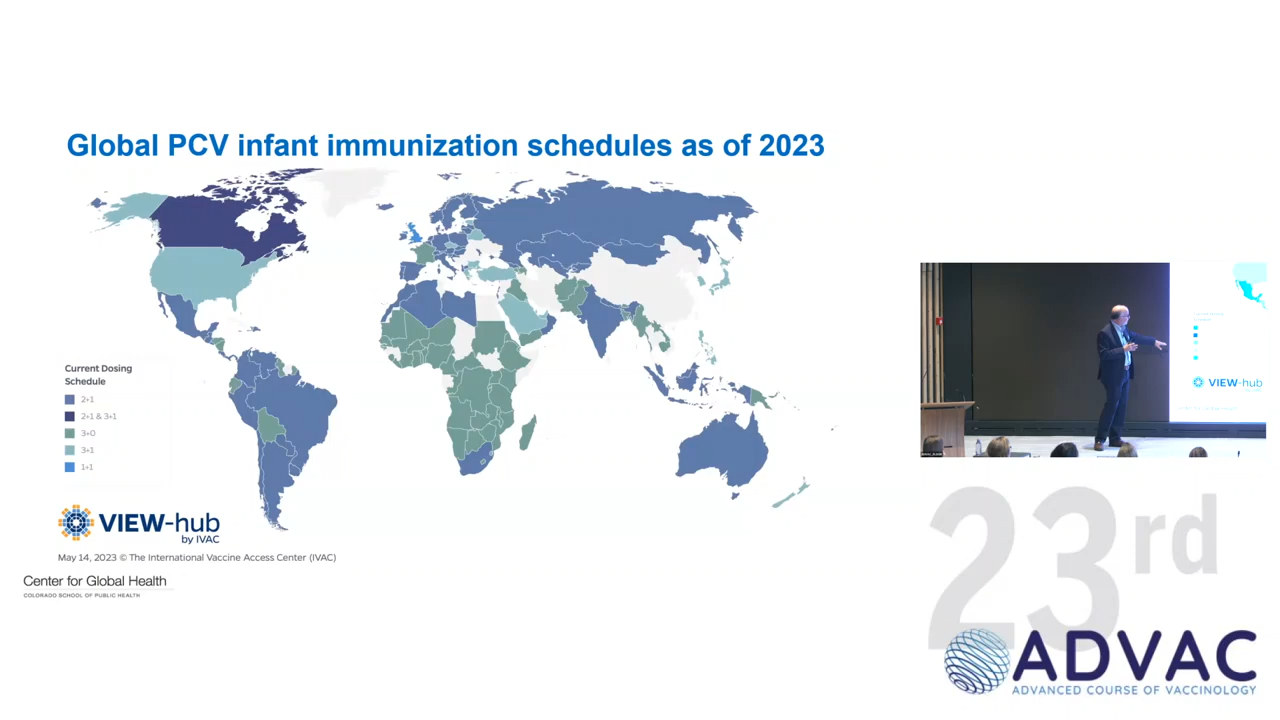 Global PCV infant immunization schedules as of 2023
Current Dosing
Schedule
2+1
2+1 & 3+1
3+0
3+1
1+1
VIEW-hub
by IVAC
May 14, 2023 © The International Vaccine Access Center (IVAC)
Center for Global Health
COLORADO SCHOOL OF PUBLIC HEALTH
VIEW-hub
23rd
ADVAC
ADVANCED COURSE OF VACCINOLOGY